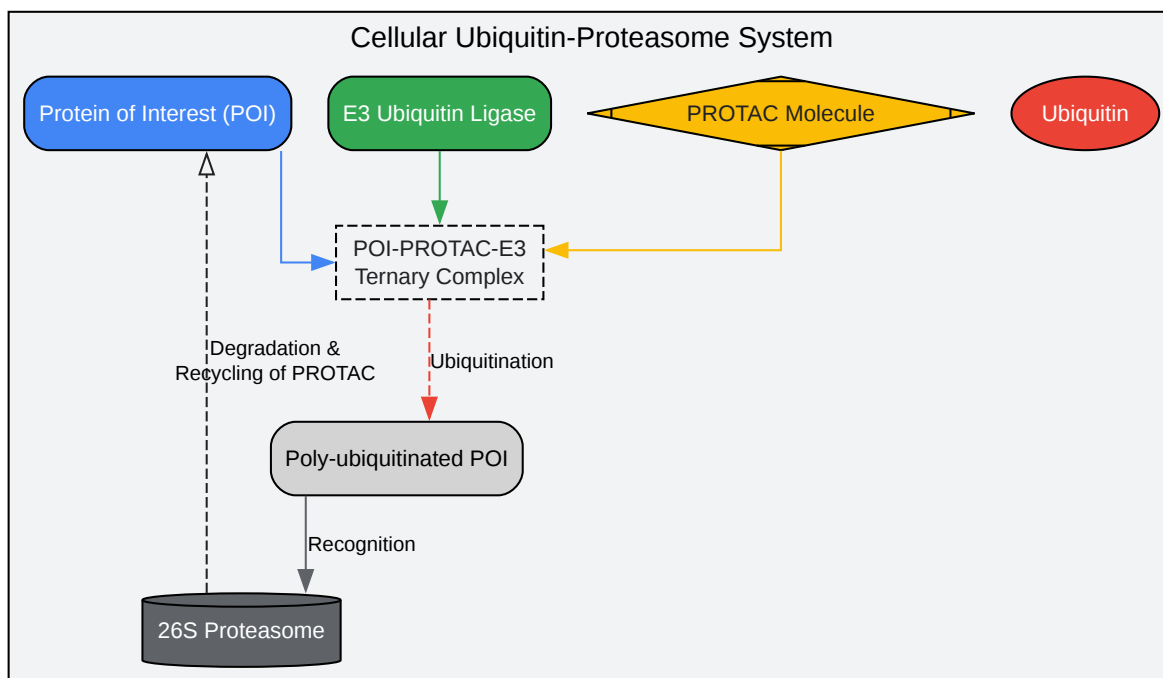 Cellular Ubiquitin-Proteasome System
Protein of Interest (POI)
E3 Ubiquitin Ligase
PROTAC Molecule
Ubiquitin
POI-PROTAC-E3
Ternary Complex
Degradation &
Recycling of PROTAC
Ubiquitination
Poly-ubiquitinated POI
Recognition
26S Proteasome